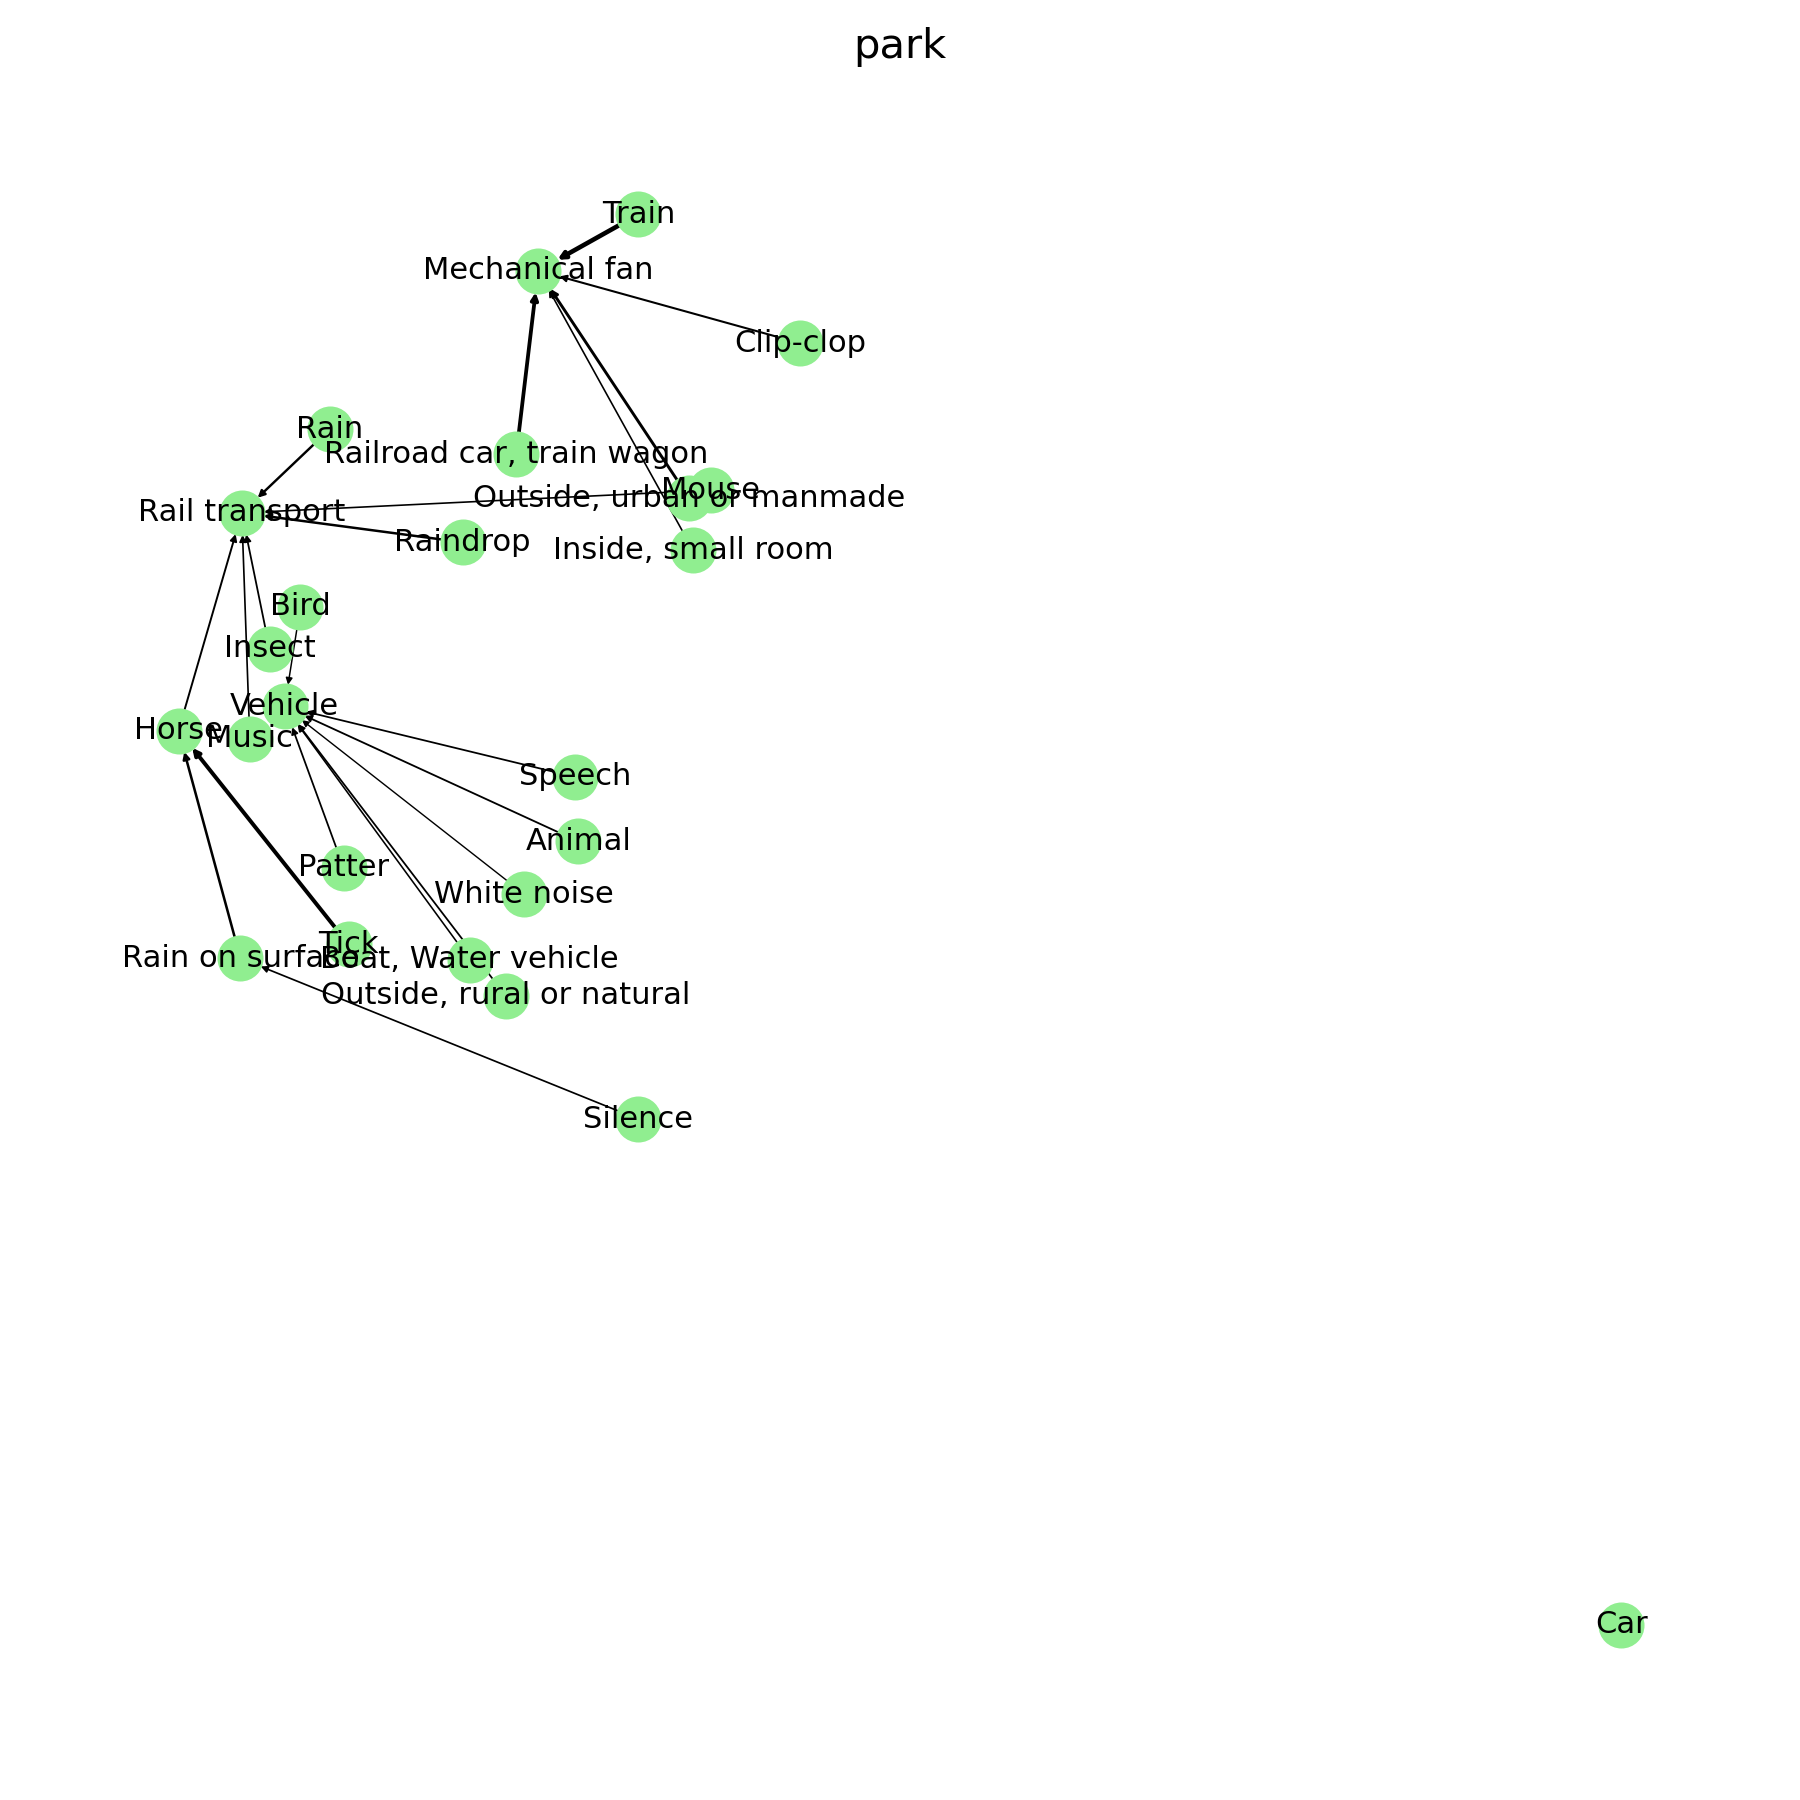 park
Train
Mechanical fan
Clip-clop
Rain
Railroad car, train wagon
Mouse
Outside, urban or manmade
Rail transport
Raindrop
Inside, small room
Bird
Insect
Vehicle
Horse
Music
Speech
Animal
Patter
White noise
Tick
Rain on surface
Boat, Water vehicle
Outside, rural or natural
Silence
Car